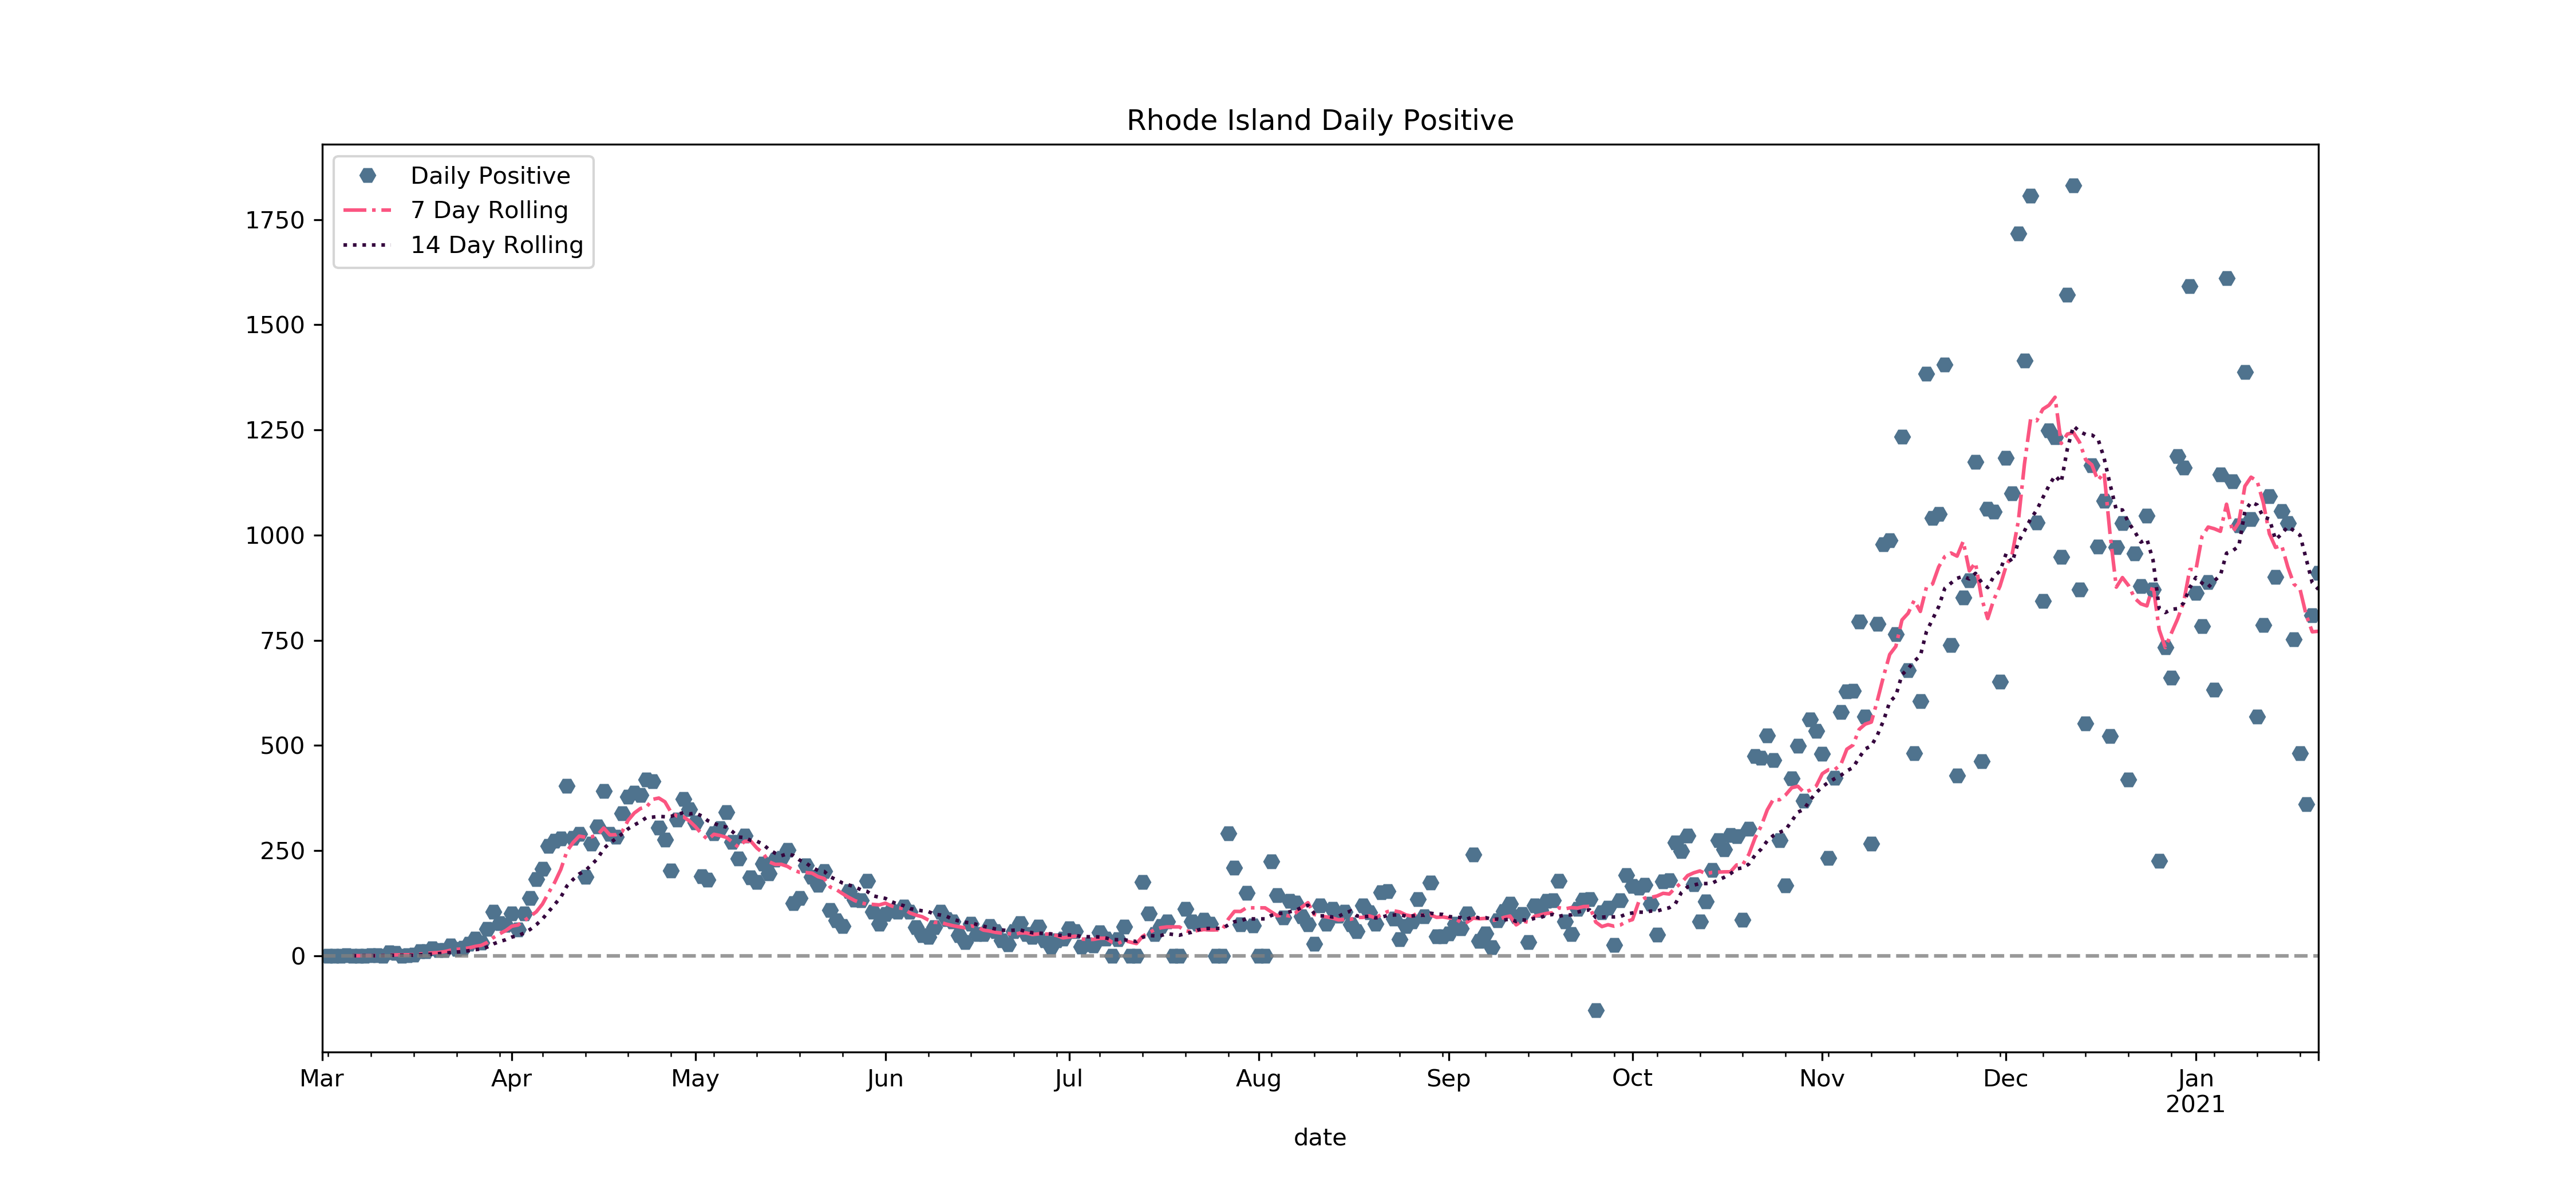 Rhode Island Daily Positive
Daily Positive
7 Day Rolling
14 Day Rolling
1750
1500
1250
1000
750
500
250
0
Mar Apr May Jun Jul Aug Sep Oct Nov Dec Jan
2021
date